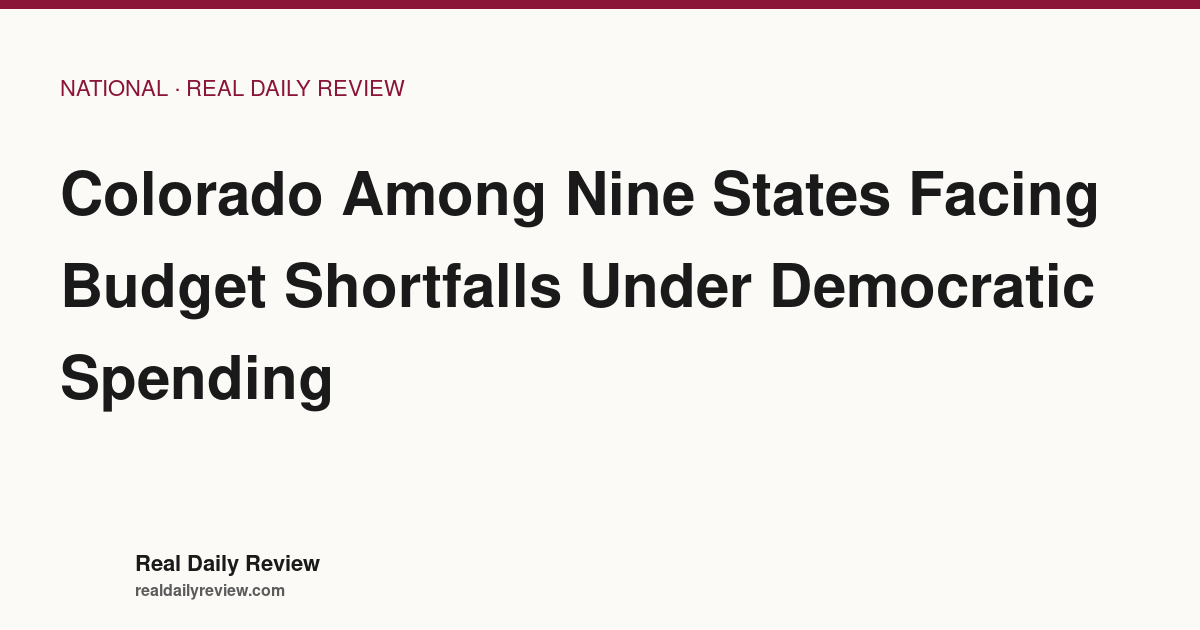 NATIONAL · REAL DAILY REVIEW
Colorado Among Nine States Facing
Budget Shortfalls Under Democratic
Spending
Real Daily Review
realdailyreview.com